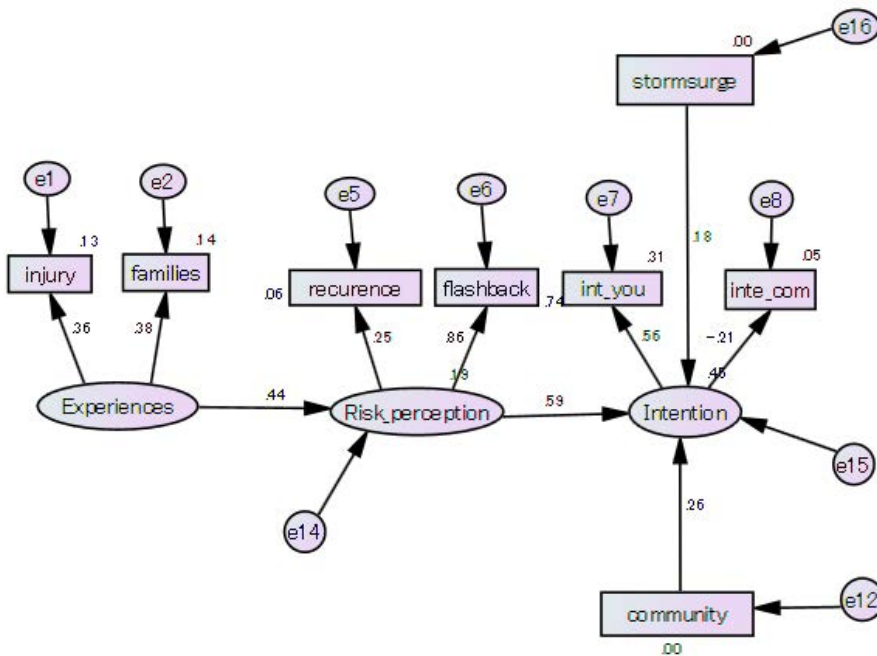 e16
.00
stormsurge
e1
e2
e5
e6
e7
e8
.18
.13
.14
.31
.05
injury
families
.06
recurence
flashback
.74
int_you
inte_com
.36
.38
.25
.86
.56
-.21
.19
.45
Experiences
.44
Risk_perception
.59
Intention
e15
e14
.26
community
e12
.00